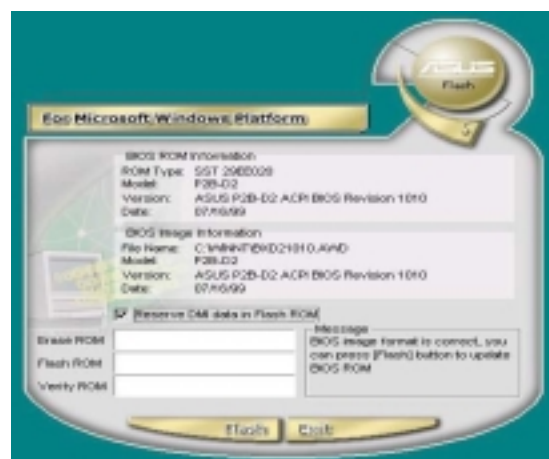 ASUS
Flash
For Microsoft Windows Platform
BIOS ROM Information
ROM Type: SST 29EE020
Model: P2B-D2
Version: ASUS P2B-D2 ACPI BIOS Revision 1010
Date: 07/16/99
BIOS Image Information
File Name: C:\WINNT\BXD21010.AWD
Model: P2B-D2
Version: ASUS P2B-D2 ACPI BIOS Revision 1010
Date: 07/16/99
Reserve DMI data in Flash ROM
Message
Erase ROM
BIOS image format is correct, you
can press [Flash] button to update
BIOS ROM
Flash ROM
Verity ROM
Flash
Exit